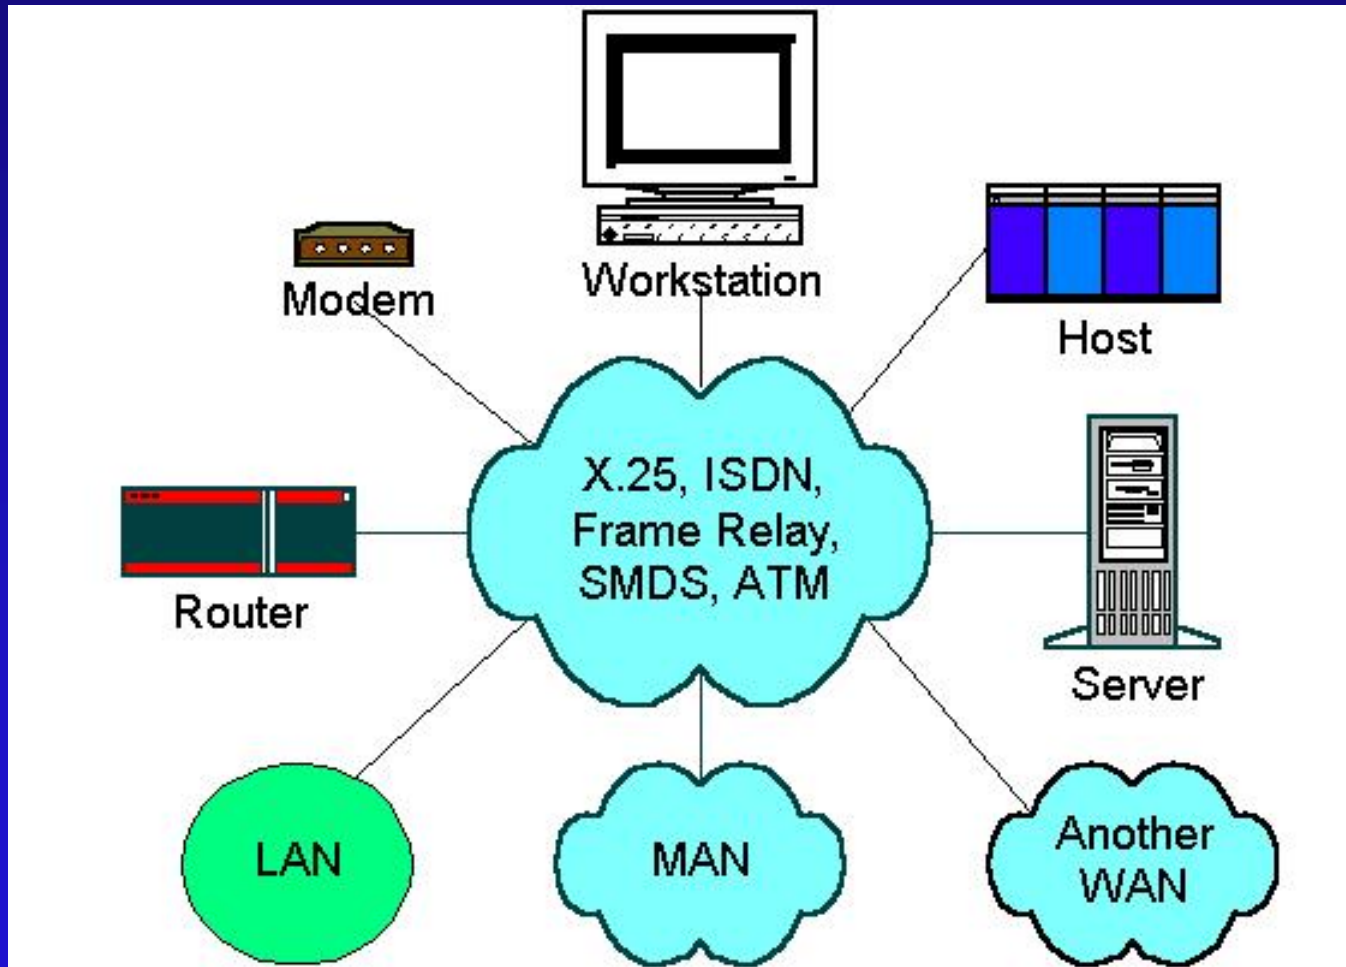 Workstation
Modem
Host
X.25, ISDN,
Frame Relay,
SMDS, ATM
Router
Server
LAN
MAN
Another
WAN